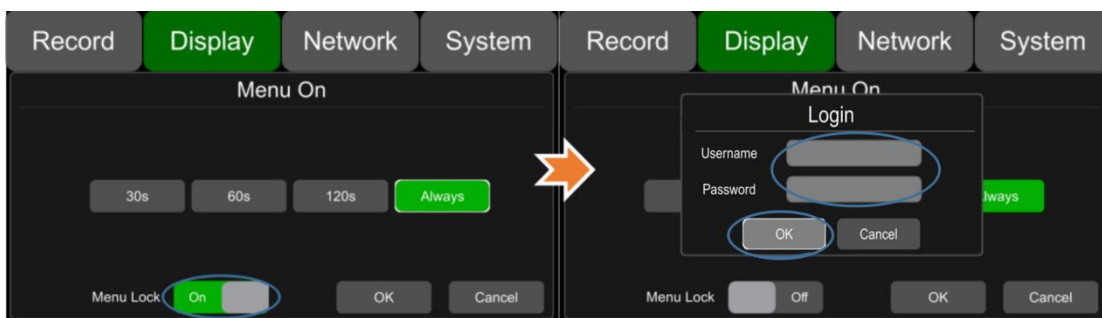 Record Display Network System
Menu On
30s 60s 120s Always
Menu Lock On OK Cancel
Record Display Network System
Menu On
Login
Username
Password
lways
OK Cancel
Menu Lock Off OK Cancel